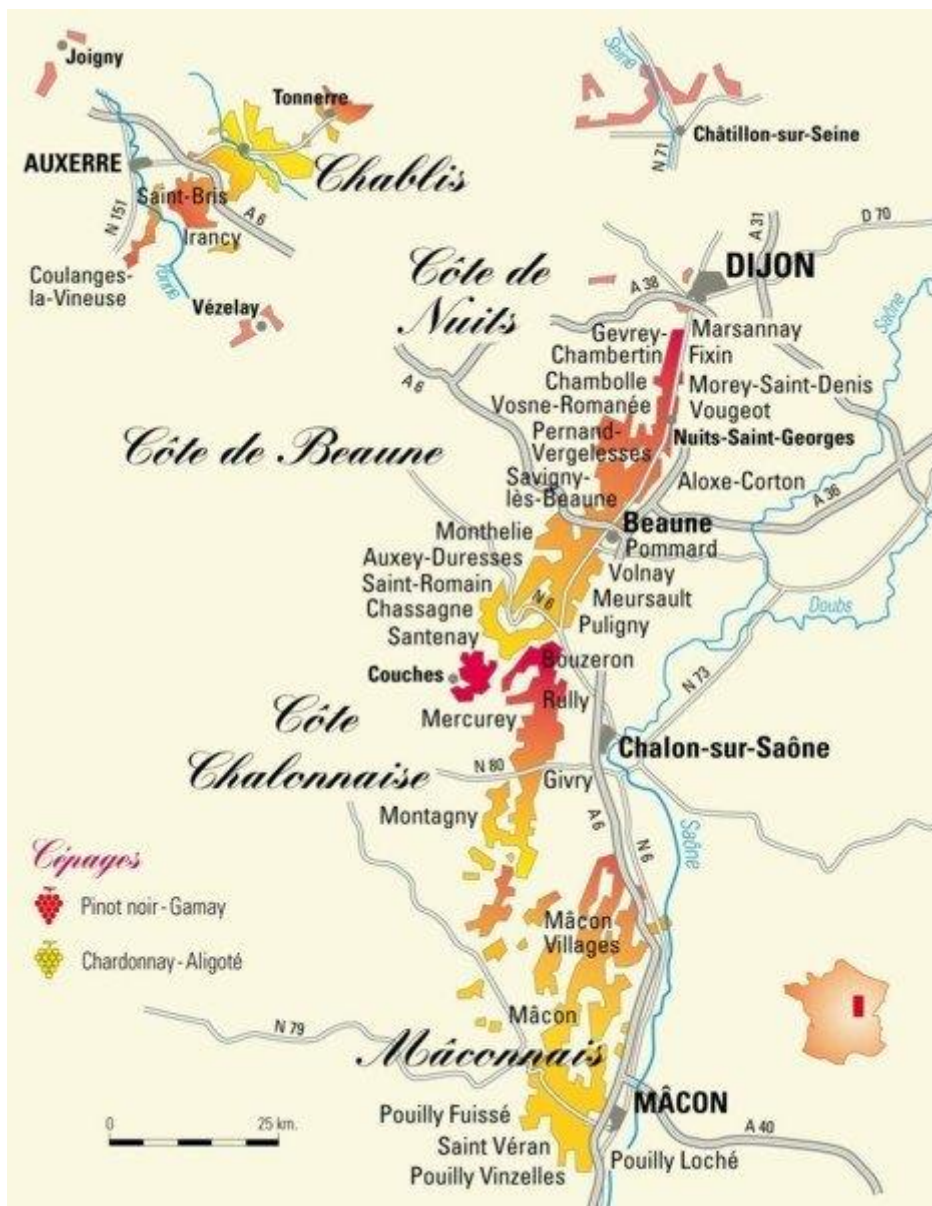 Joigny
Tonnerre
AUXERRE
Chablis
Saint-Bris
N 151
A 6
Irancy
Coulanges-
la-Vineuse
Yonne
Vézelay
Seine
Châtillon-sur-Seine
N 71
A 31
D 70
Côte de
Nuits
A 38
DIJON
Saône
Gevrey-
Chambertin
Marsannay
Fixin
A 6
Chambolle
Morey-Saint-Denis
Vosne-Romanée
Vougeot
Côte de Beaune
Pernand-
Vergelesses
Nuits-Saint-Georges
Savigny-
lès-Beaune
Aloxe-Corton
A 36
Monthelie
Beaune
Auxey-Duresses
Pommard
Saint-Romain
Volnay
Chassagne
N 6
Meursault
Doubs
Santenay
Puligny
Couches
Bouzeron
N 73
Mercurey
Rully
Côte
Chalonnaise
Chalon-sur-Saône
N 80
Givry
Montagny
A 6
N 6
Saône
Cépages
Pinot noir - Gamay
Chardonnay - Aligoté
Mâcon
Villages
Mâcon
N 79
Mâconnais
0
25 km.
Pouilly Fuissé
MÂCON
A 40
Saint Véran
Pouilly Loché
Pouilly Vinzelles